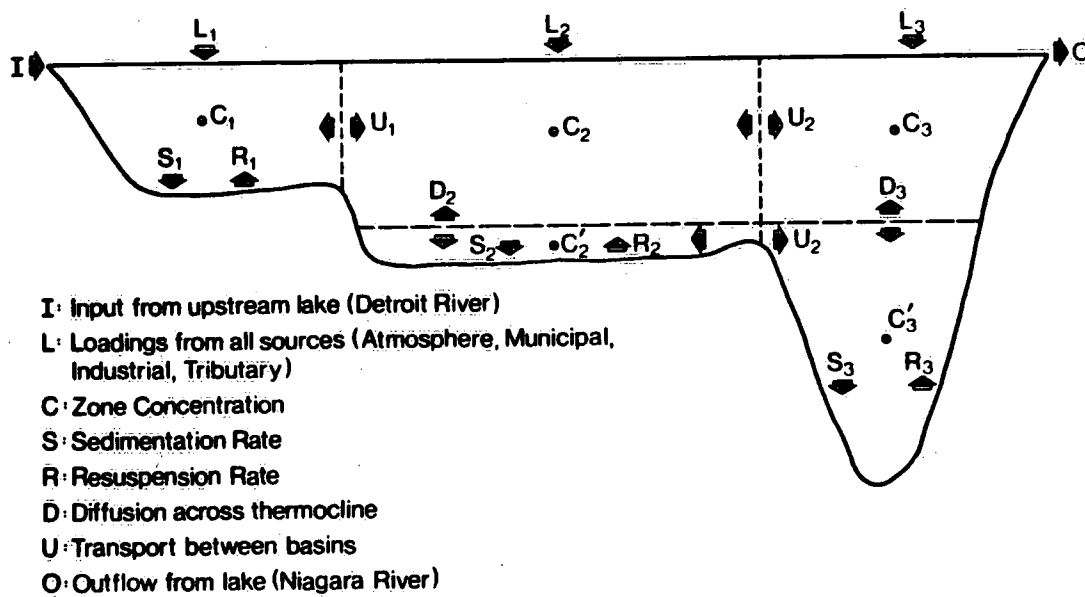 L₁ L₂ L₃
I O
C₁ U₁ C₂ U₂ C₃
S₁ R₁ D₂ D₃
S₂ C₂′ R₂ U₂
C₃′
S₃ R₃
I: Input from upstream lake (Detroit River)
L: Loadings from all sources (Atmosphere, Municipal,
Industrial, Tributary)
C: Zone Concentration
S: Sedimentation Rate
R: Resuspension Rate
D: Diffusion across thermocline
U: Transport between basins
O: Outflow from lake (Niagara River)